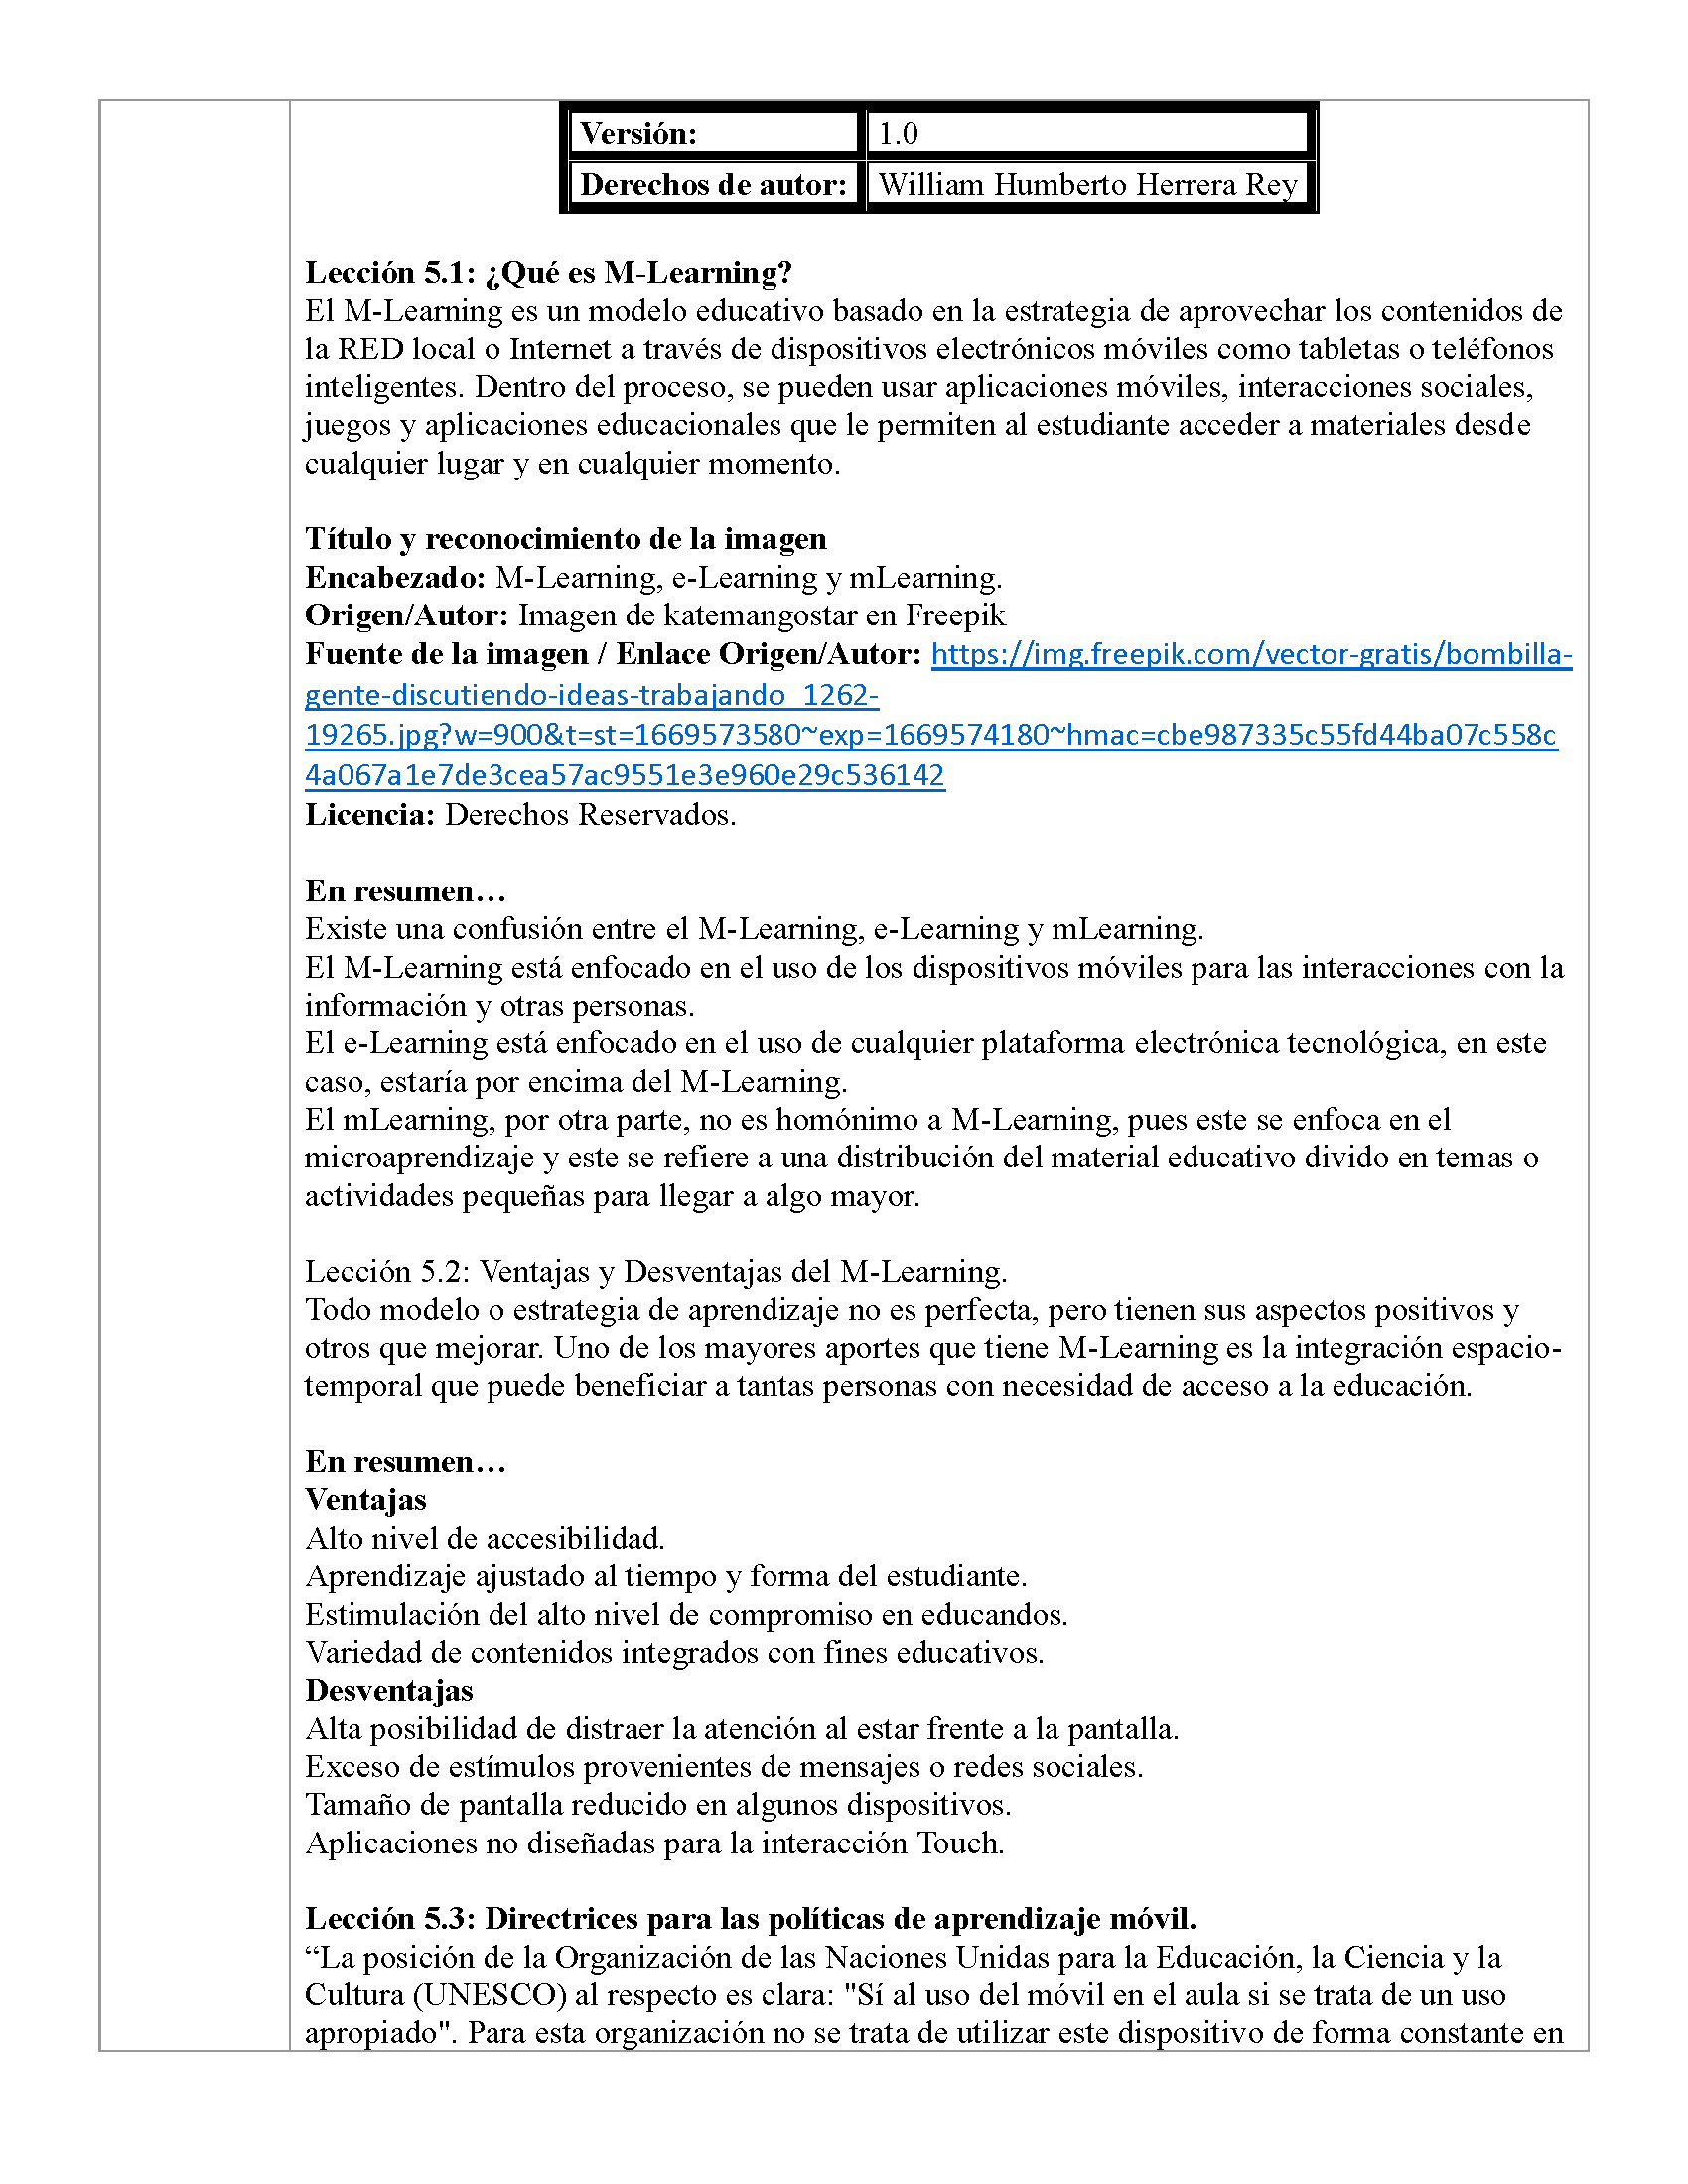 Versión: 1.0
Derechos de autor: William Humberto Herrera Rey
Lección 5.1: ¿Qué es M-Learning?
El M-Learning es un modelo educativo basado en la estrategia de aprovechar los contenidos de
la RED local o Internet a través de dispositivos electrónicos móviles como tabletas o teléfonos
inteligentes. Dentro del proceso, se pueden usar aplicaciones móviles, interacciones sociales,
juegos y aplicaciones educacionales que le permiten al estudiante acceder a materiales desde
cualquier lugar y en cualquier momento.
Título y reconocimiento de la imagen
Encabezado: M-Learning, e-Learning y mLearning.
Origen/Autor: Imagen de katemangostar en Freepik
Fuente de la imagen / Enlace Origen/Autor: https://img.freepik.com/vector-gratis/bombilla-
gente-discutiendo-ideas-trabajando_1262-
19265.jpg?w=900&t=st=1669573580~exp=1669574180~hmac=cbe987335c55fd44ba07c558c
4a067a1e7de3cea57ac9551e3e960e29c536142
Licencia: Derechos Reservados.
En resumen…
Existe una confusión entre el M-Learning, e-Learning y mLearning.
El M-Learning está enfocado en el uso de los dispositivos móviles para las interacciones con la
información y otras personas.
El e-Learning está enfocado en el uso de cualquier plataforma electrónica tecnológica, en este
caso, estaría por encima del M-Learning.
El mLearning, por otra parte, no es homónimo a M-Learning, pues este se enfoca en el
microaprendizaje y este se refiere a una distribución del material educativo divido en temas o
actividades pequeñas para llegar a algo mayor.
Lección 5.2: Ventajas y Desventajas del M-Learning.
Todo modelo o estrategia de aprendizaje no es perfecta, pero tienen sus aspectos positivos y
otros que mejorar. Uno de los mayores aportes que tiene M-Learning es la integración espacio-
temporal que puede beneficiar a tantas personas con necesidad de acceso a la educación.
En resumen…
Ventajas
Alto nivel de accesibilidad.
Aprendizaje ajustado al tiempo y forma del estudiante.
Estimulación del alto nivel de compromiso en educandos.
Variedad de contenidos integrados con fines educativos.
Desventajas
Alta posibilidad de distraer la atención al estar frente a la pantalla.
Exceso de estímulos provenientes de mensajes o redes sociales.
Tamaño de pantalla reducido en algunos dispositivos.
Aplicaciones no diseñadas para la interacción Touch.
Lección 5.3: Directrices para las políticas de aprendizaje móvil.
“La posición de la Organización de las Naciones Unidas para la Educación, la Ciencia y la
Cultura (UNESCO) al respecto es clara: "Sí al uso del móvil en el aula si se trata de un uso
apropiado". Para esta organización no se trata de utilizar este dispositivo de forma constante en